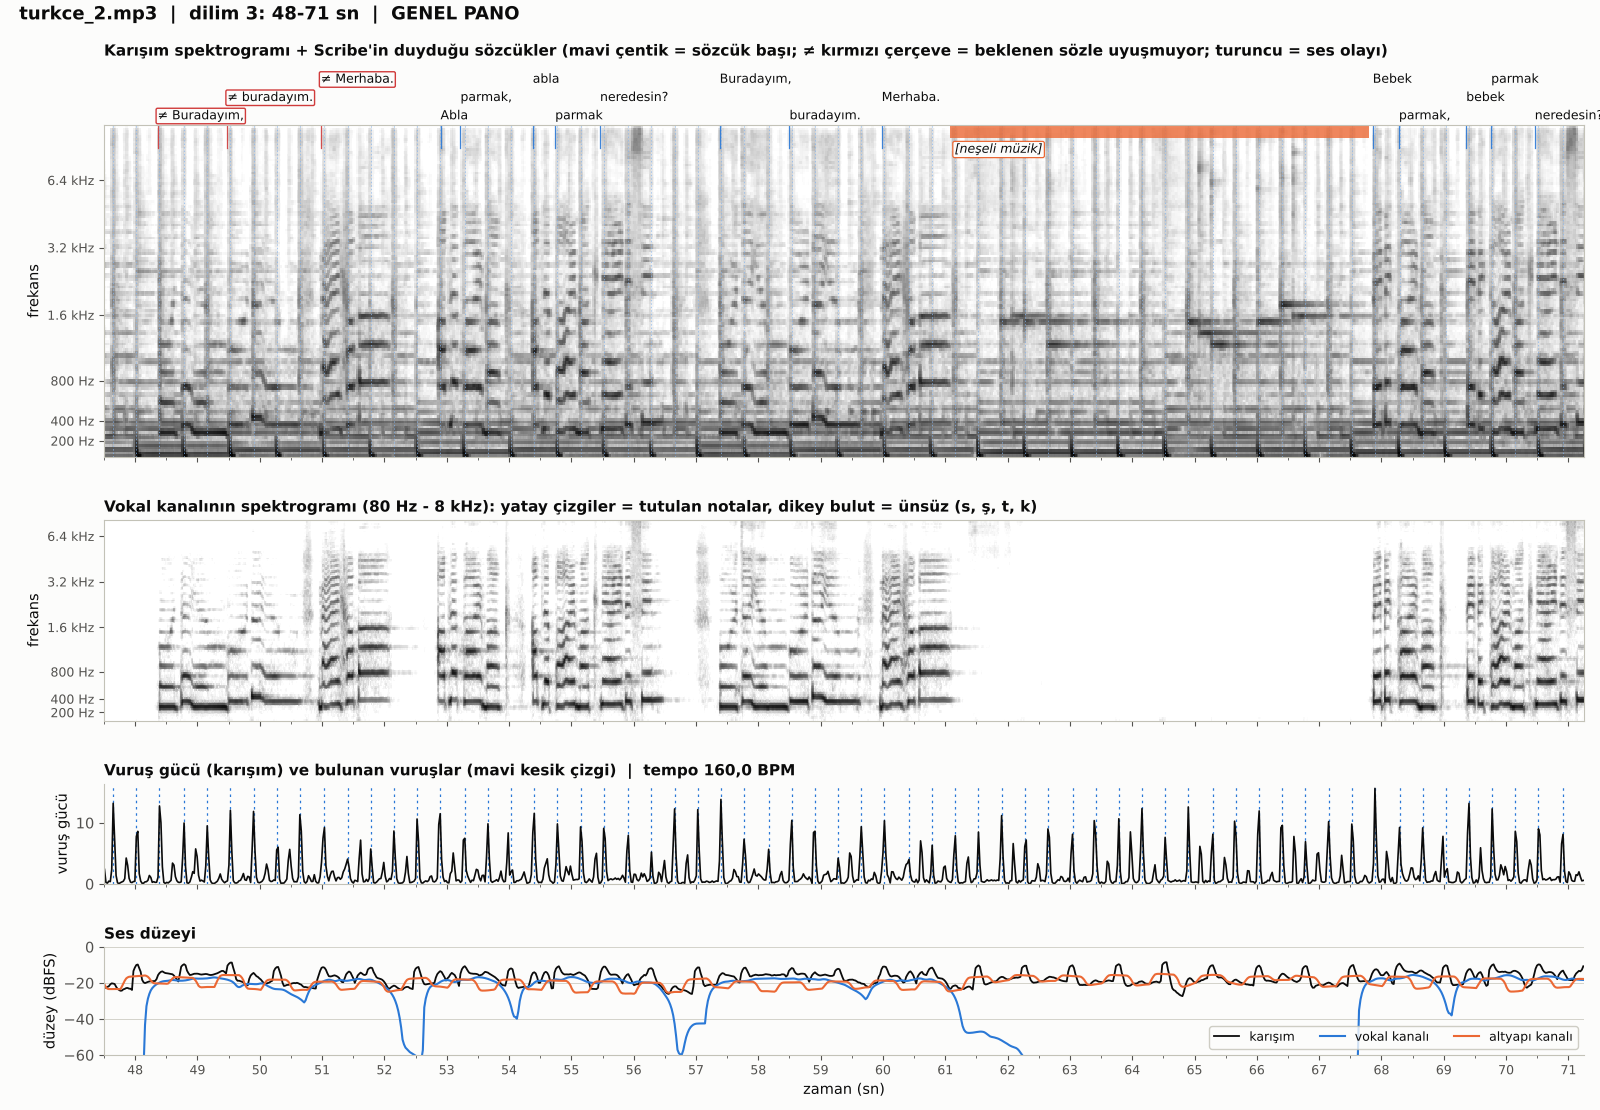 turkce_2.mp3 | dilim 3: 48-71 sn | GENEL PANO
Karışım spektrogramı + Scribe'in duyduğu sözcükler (mavi çentik = sözcük başı; ≠ kırmızı çerçeve = beklenen sözle uyuşmuyor; turuncu = ses olayı)
≠ Merhaba. abla Buradayım, Bebek parmak
≠ buradayım. parmak, neredesin? Merhaba. bebek
≠ Buradayım, Abla parmak buradayım. parmak, neredesin?
[neşeli müzik]
frekans
6.4 kHz
3.2 kHz
1.6 kHz
800 Hz
400 Hz
200 Hz
Vokal kanalının spektrogramı (80 Hz - 8 kHz): yatay çizgiler = tutulan notalar, dikey bulut = ünsüz (s, ş, t, k)
frekans
6.4 kHz
3.2 kHz
1.6 kHz
800 Hz
400 Hz
200 Hz
Vuruş gücü (karışım) ve bulunan vuruşlar (mavi kesik çizgi) | tempo 160,0 BPM
vuruş gücü
10
0
Ses düzeyi
düzey (dBFS)
0
−20
−40
−60
karışım vokal kanalı altyapı kanalı
48 49 50 51 52 53 54 55 56 57 58 59 60 61 62 63 64 65 66 67 68 69 70 71
zaman (sn)